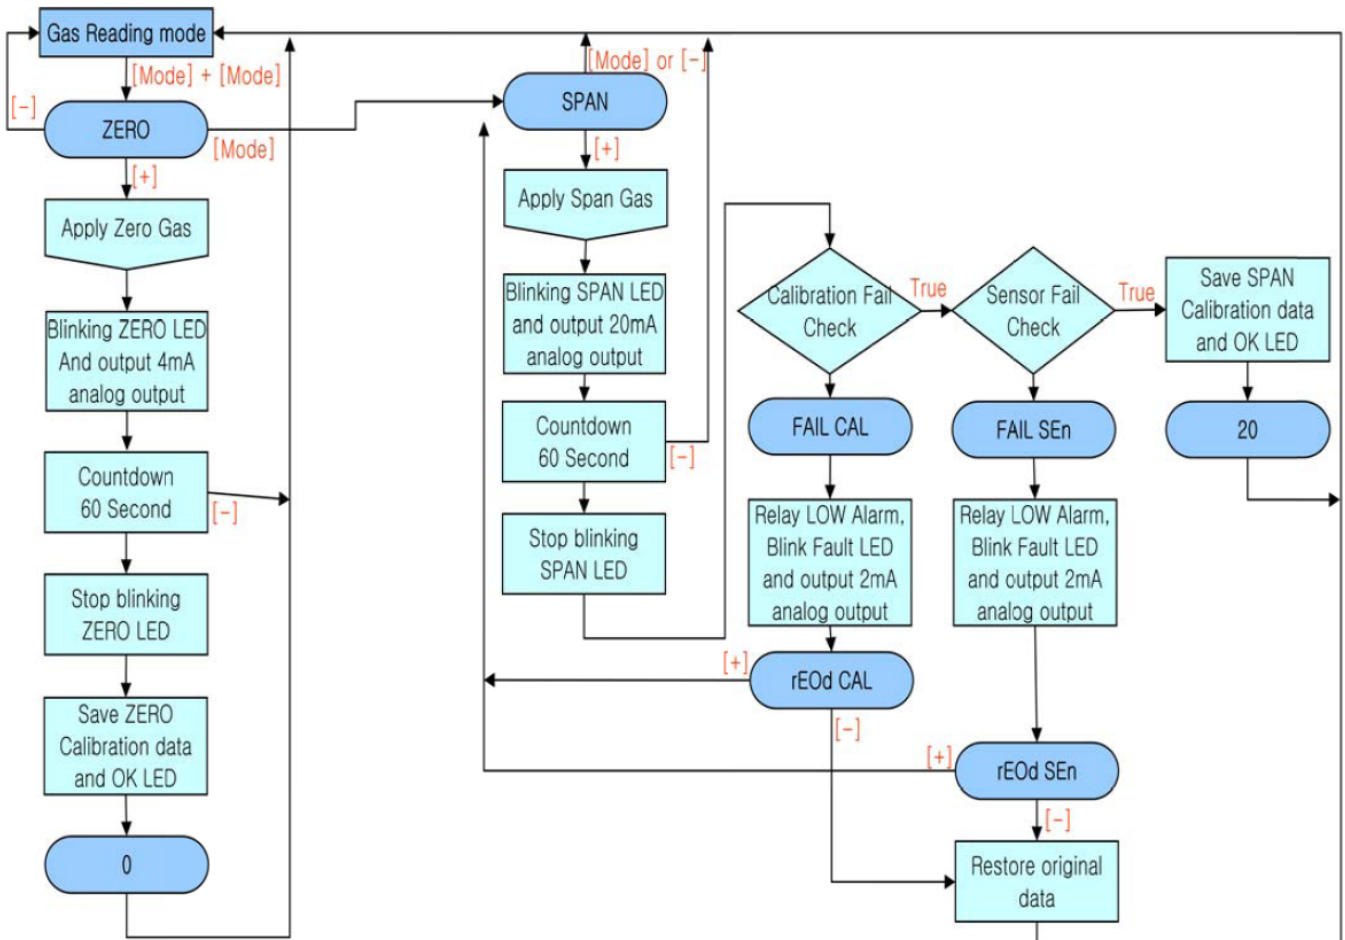 Gas Reading mode
[Mode] + [Mode]
[-]
ZERO
[Mode]
[+]
Apply Zero Gas
Blinking ZERO LED
And output 4mA
analog output
Countdown
60 Second
[-]
Stop blinking
ZERO LED
Save ZERO
Calibration data
and OK LED
0
[Mode] or [-]
SPAN
[+]
Apply Span Gas
Blinking SPAN LED
and output 20mA
analog output
Countdown
60 Second
[-]
Stop blinking
SPAN LED
Calibration Fail
Check
True
Sensor Fail
Check
True
Save SPAN
Calibration data
and OK LED
FAIL CAL
FAIL SEn
20
Relay LOW Alarm,
Blink Fault LED
and output 2mA
analog output
Relay LOW Alarm,
Blink Fault LED
and output 2mA
analog output
[+]
rEOd CAL
[-]
[+]
rEOd SEn
[-]
Restore original
data